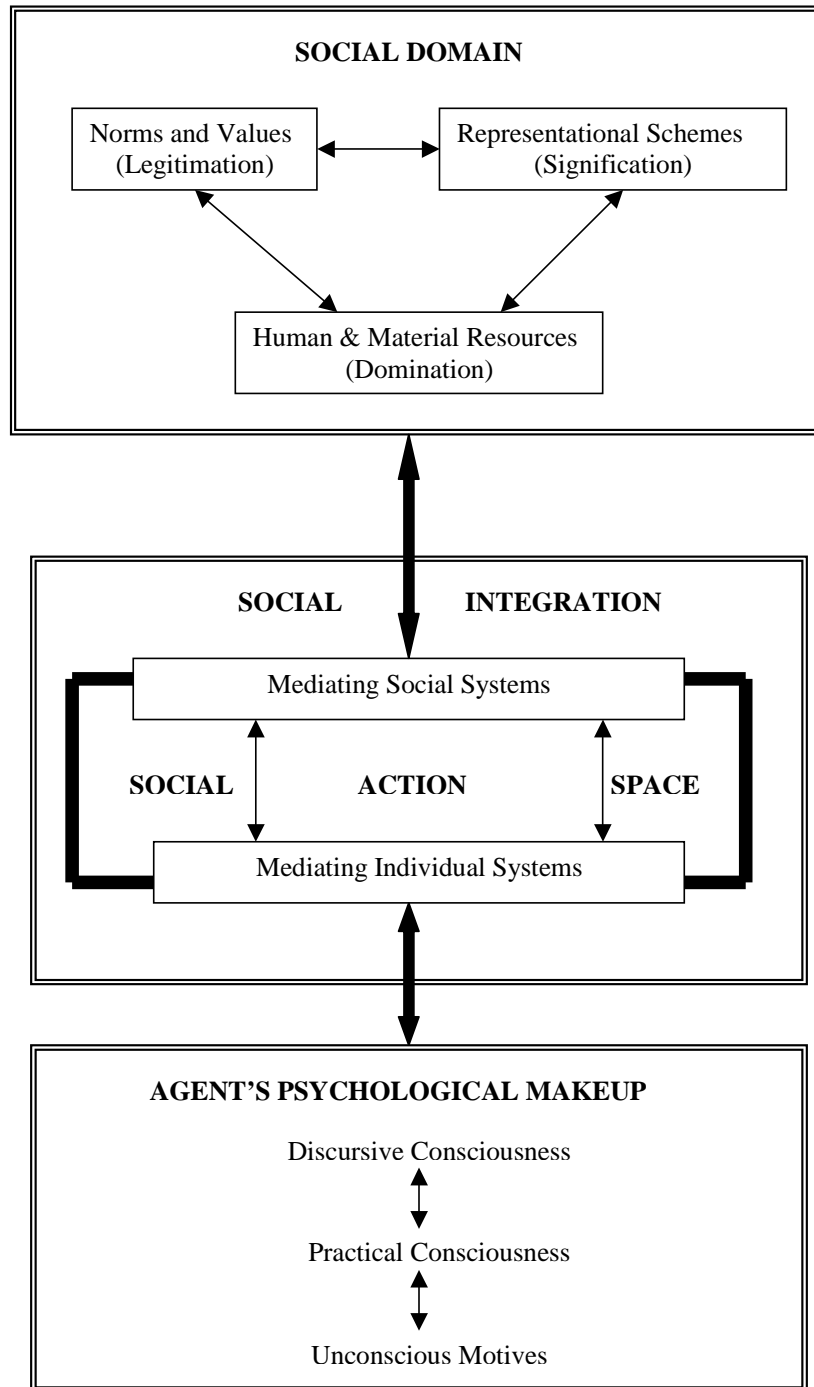 SOCIAL DOMAIN
Norms and Values
(Legitimation)
Representational Schemes
(Signification)
Human & Material Resources
(Domination)
SOCIAL INTEGRATION
Mediating Social Systems
SOCIAL ACTION SPACE
Mediating Individual Systems
AGENT’S PSYCHOLOGICAL MAKEUP
Discursive Consciousness
Practical Consciousness
Unconscious Motives